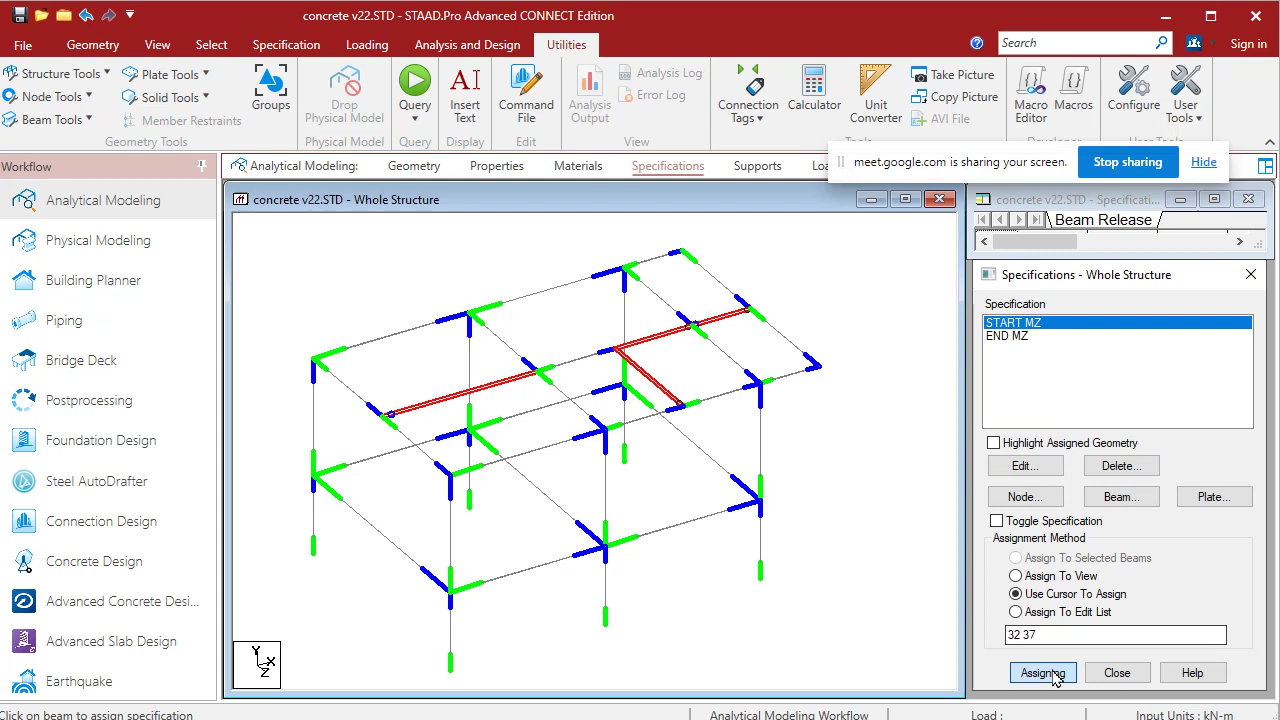 concrete v22.STD - STAAD.Pro Advanced CONNECT Edition
File Geometry View Select Specification Loading Analysis and Design Utilities Search Sign in
Structure Tools Plate Tools Analysis Log Take Picture
Node Tools Solid Tools Error Log Copy Picture
Beam Tools Member Restraints AVI File
Groups Drop Physical Model Query Insert Text Command File Analysis Output Connection Tags Calculator Unit Converter Macro Editor Macros Configure User Tools
Geometry Tools Physical Model Query Display Edit View
Workflow
Analytical Modeling: Geometry Properties Materials Specifications Supports
meet.google.com is sharing your screen. Stop sharing Hide
Analytical Modeling
Physical Modeling
Building Planner
Piping
Bridge Deck
Postprocessing
Foundation Design
Steel AutoDrafter
Connection Design
Concrete Design
Advanced Concrete Desi...
Advanced Slab Design
Earthquake
concrete v22.STD - Whole Structure
Y
X
Z
concrete v22.STD - Specificati...
Beam Release
Specifications - Whole Structure
Specification
START MZ
END MZ
Highlight Assigned Geometry
Edit... Delete...
Node... Beam... Plate...
Toggle Specification
Assignment Method
Assign To Selected Beams
Assign To View
Use Cursor To Assign
Assign To Edit List
32 37
Assigning Close Help
Click on beam to assign specification Analytical Modeling Workflow Load : Input Units : kN-m